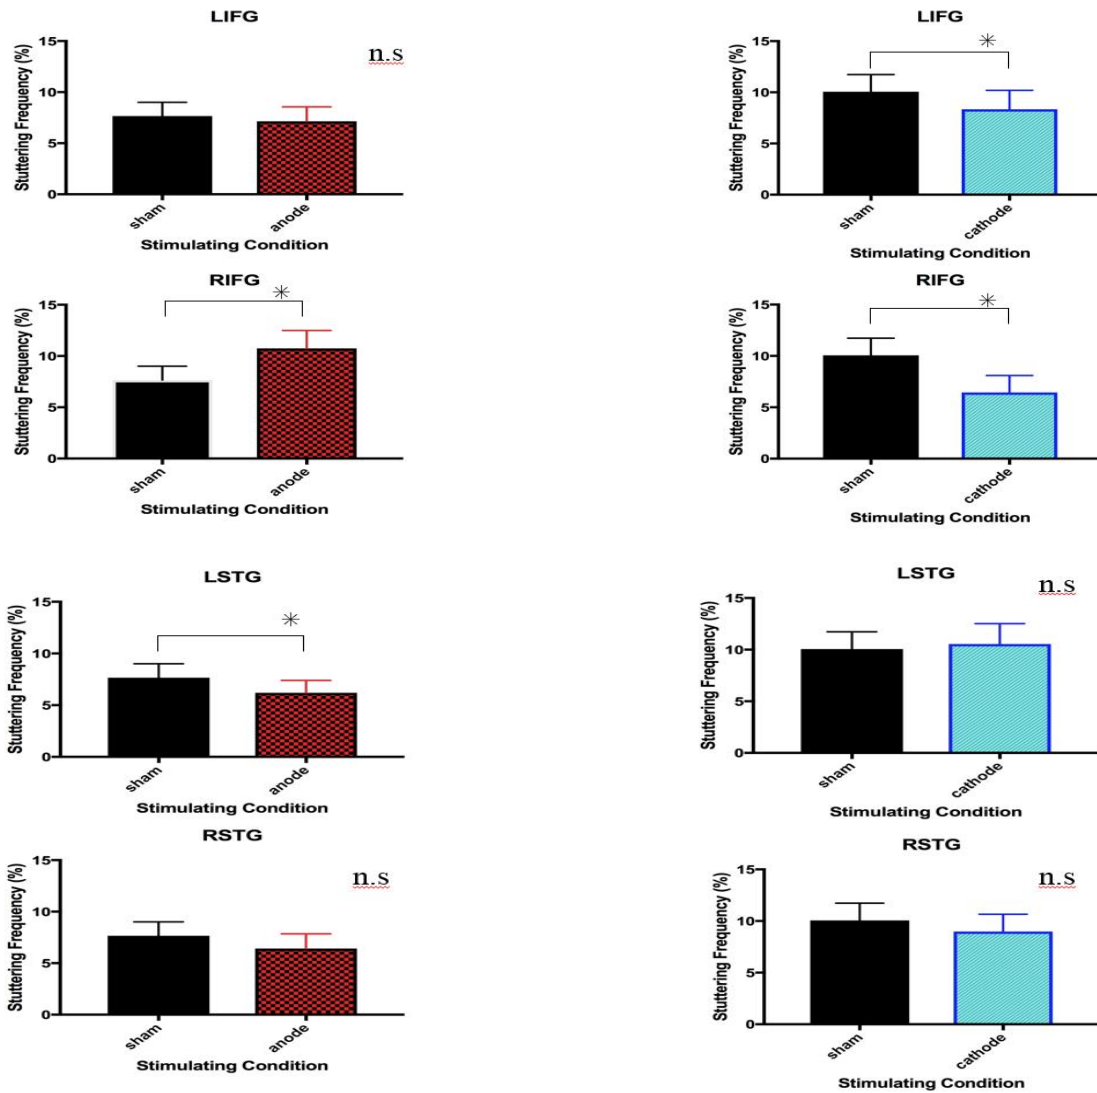 LIFG
n.s
Stuttering Frequency (%)
15
10
5
0
sham
anode
Stimulating Condition
LIFG
*
Stuttering Frequency (%)
15
10
5
0
sham
cathode
Stimulating Condition
RIFG
*
Stuttering Frequency (%)
15
10
5
0
sham
anode
Stimulating Condition
RIFG
*
Stuttering Frequency (%)
15
10
5
0
sham
cathode
Stimulating Condition
LSTG
*
Stuttering Frequency (%)
15
10
5
0
sham
anode
Stimulating Condition
LSTG
n.s
Stuttering Frequency (%)
15
10
5
0
sham
cathode
Stimulating Condition
RSTG
n.s
Stuttering Frequency (%)
15
10
5
0
sham
anode
Stimulating Condition
RSTG
n.s
Stuttering Frequency (%)
15
10
5
0
sham
cathode
Stimulating Condition